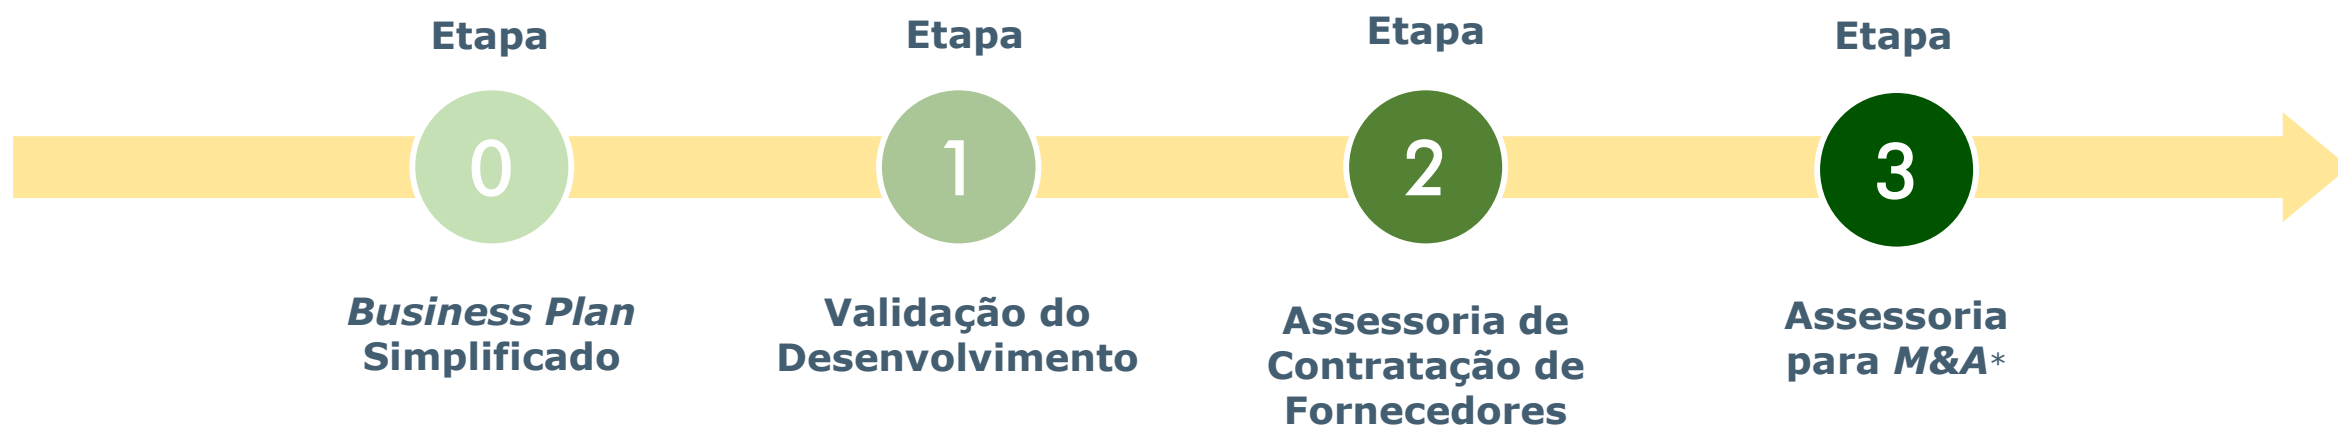 Etapa
0
Business Plan
Simplificado
Etapa
1
Validação do
Desenvolvimento
Etapa
2
Assessoria de
Contratação de
Fornecedores
Etapa
3
Assessoria
para M&A*